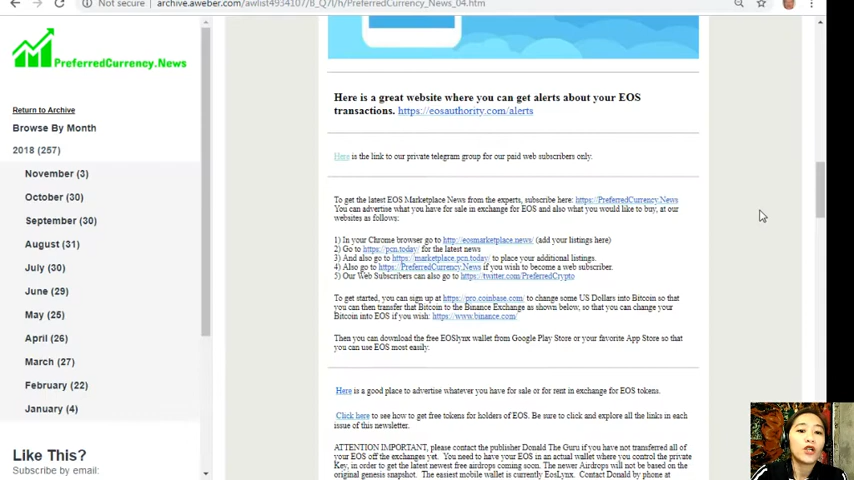 Not secure | archive.aweber.com/awlist4934107/B_Q7l/h/PreferredCurrency_News_04.htm
PreferredCurrency.News
Return to Archive
Browse By Month
2018 (257)
November (3)
October (30)
September (30)
August (31)
July (30)
June (29)
May (25)
April (26)
March (27)
February (22)
January (4)
Like This?
Subscribe by email:
Here is a great website where you can get alerts about your EOS
transactions. https://eosauthority.com/alerts
Here is the link to our private telegram group for our paid web subscribers only.
To get the latest EOS Marketplace News from the experts, subscribe here: https://PreferredCurrency.News
You can advertise what you have for sale in exchange for EOS and also what you would like to buy, at our
websites as follows:
1) In your Chrome browser go to http://eosmarketplace.news/ (add your listings here)
2) Go to https://pcn.today/ for the latest news
3) And also go to https://marketplace.pcn.today/ to place your additional listings.
4) Also go to https://PreferredCurrency.News if you wish to become a web subscriber.
5) Our Web Subscribers can also go to https://twitter.com/PreferredCrypto
To get started, you can sign up at https://pro.coinbase.com/ to change some US Dollars into Bitcoin so that
you can then transfer that Bitcoin to the Binance Exchange as shown below, so that you can change your
Bitcoin into EOS if you wish: https://www.binance.com/
Then you can download the free EOSlynx wallet from Google Play Store or your favorite App Store so that
you can use EOS most easily.
Here is a good place to advertise whatever you have for sale or for rent in exchange for EOS tokens.
Click here to see how to get free tokens for holders of EOS. Be sure to click and explore all the links in each
issue of this newsletter.
ATTENTION IMPORTANT, please contact the publisher Donald The Guru if you have not transferred all of
your EOS off the exchanges yet. You need to have your EOS in an actual wallet where you control the private
Key, in order to get the latest newest free airdrops coming soon. The newer Airdrops will not be based on the
original genesis snapshot. The easiest mobile wallet is currently EosLynx. Contact Donald by phone at